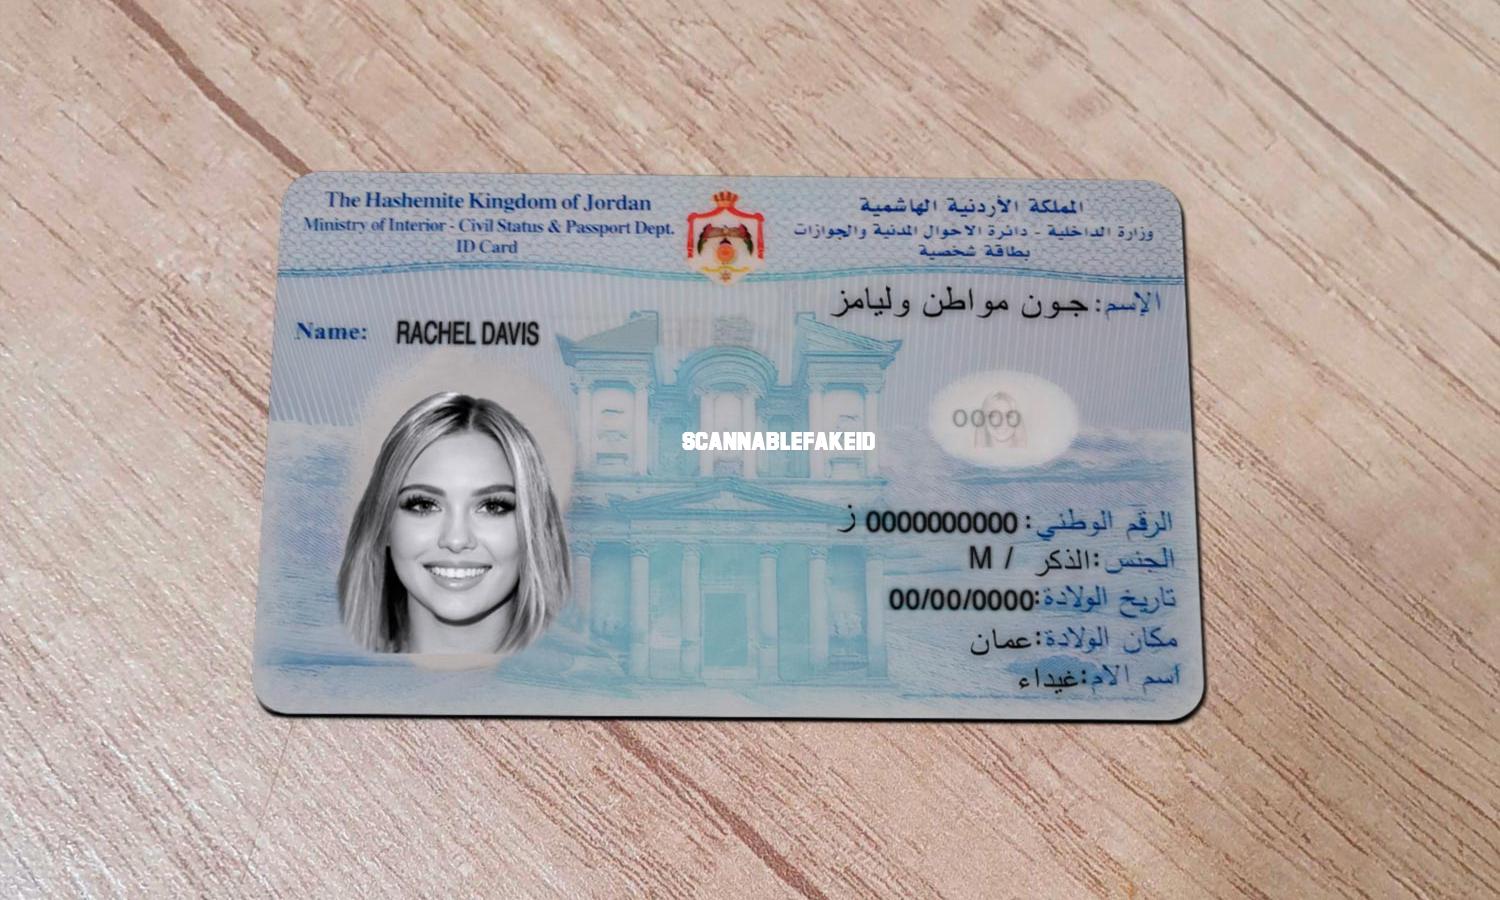 The Hashemite Kingdom of Jordan
Ministry of Interior - Civil Status & Passport Dept.
ID Card
المملكة الأردنية الهاشمية
وزارة الداخلية - دائرة الاحوال المدنية والجوازات
بطاقة شخصية
الإسم: جون مواطن وليامز
Name: RACHEL DAVIS
0000
SCANNABLEFAKEID
الرقم الوطني: 0000000000 ز
الجنس: الذكر / M
تاريخ الولادة: 00/00/0000
مكان الولادة: عمان
اسم الام: غيداء